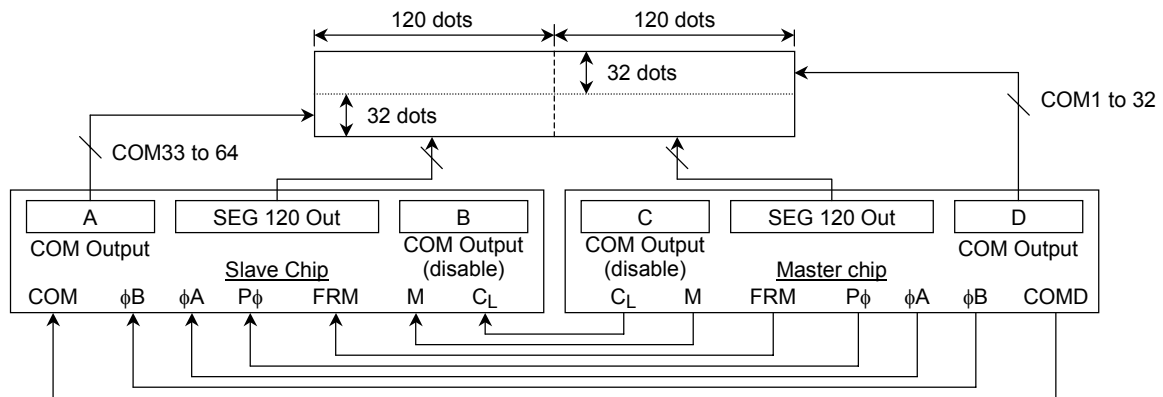 120 dots 120 dots
32 dots
COM1 to 32
32 dots
COM33 to 64
A SEG 120 Out B C SEG 120 Out D
COM Output COM Output COM Output COM Output
(disable) (disable)
Slave Chip Master chip
COM ϕB ϕA Pϕ FRM M CL CL M FRM Pϕ ϕA ϕB COMD